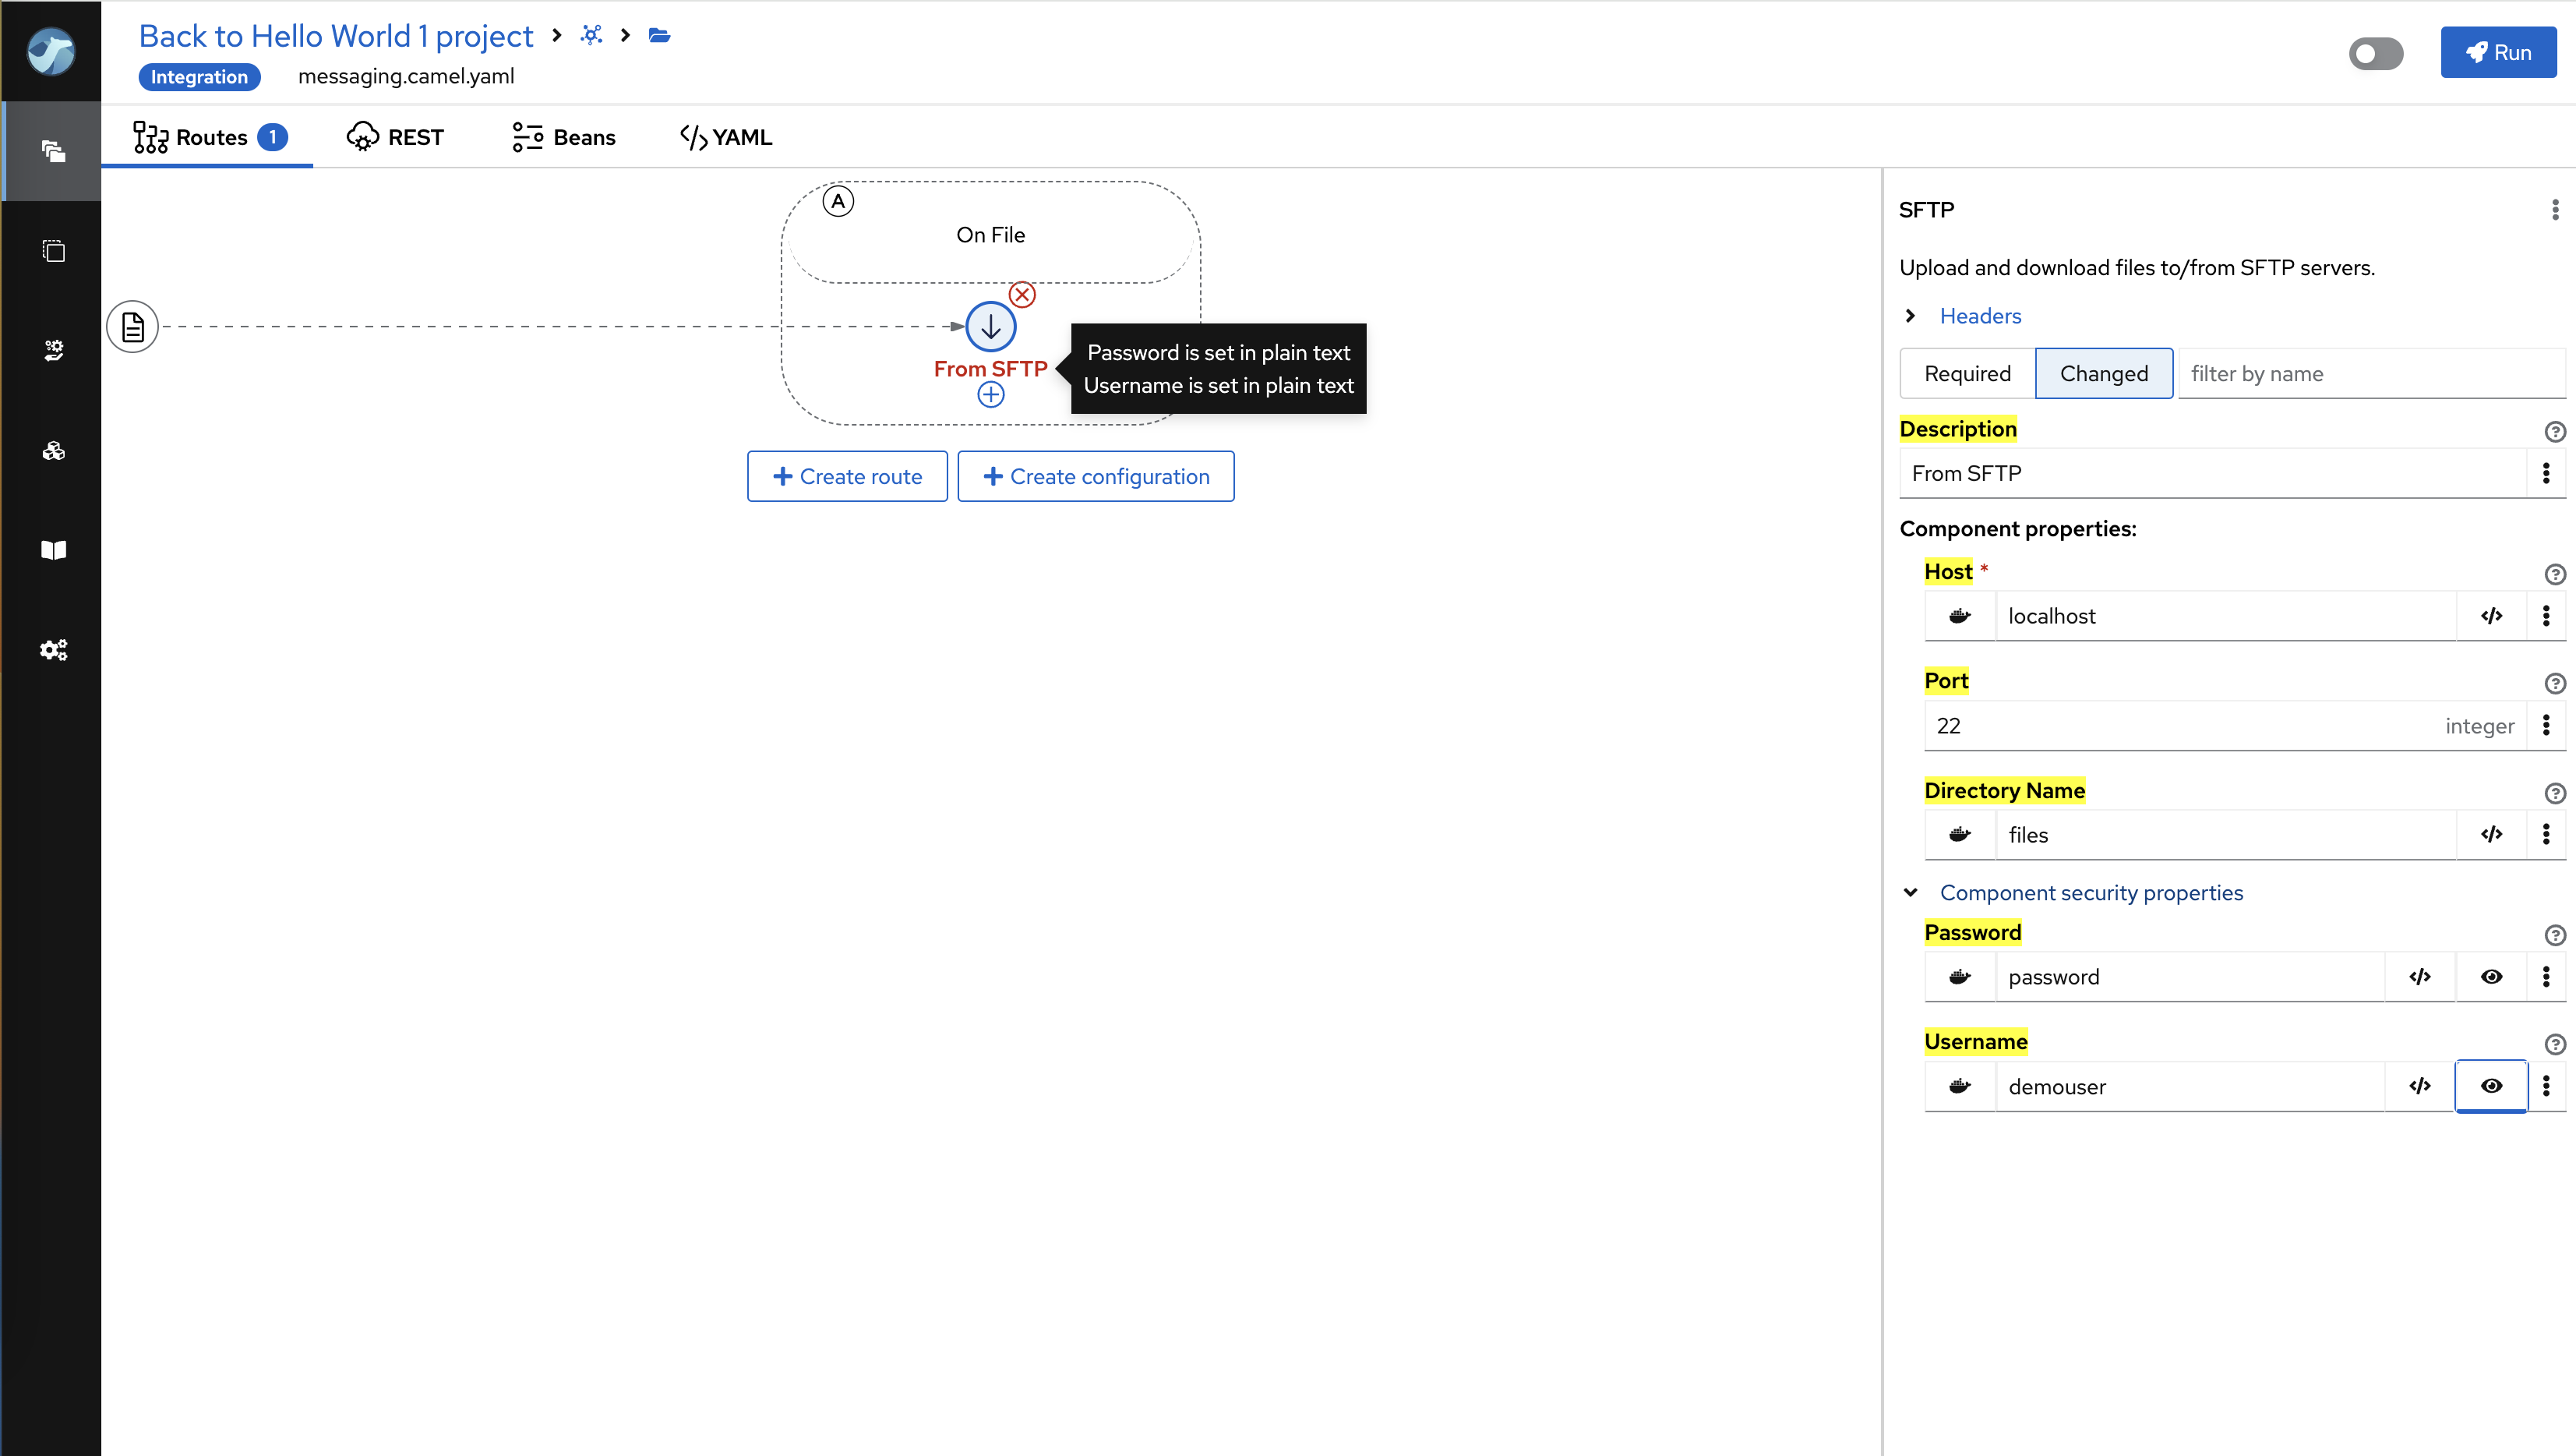 Back to Hello World 1 project
Integration messaging.camel.yaml
Run
Routes 1 REST Beans YAML
A
On File
From SFTP
Password is set in plain text
Username is set in plain text
Create route Create configuration
SFTP
Upload and download files to/from SFTP servers.
Headers
Required Changed filter by name
Description
From SFTP
Component properties:
Host *
localhost
Port
22 integer
Directory Name
files
Component security properties
Password
password
Username
demouser